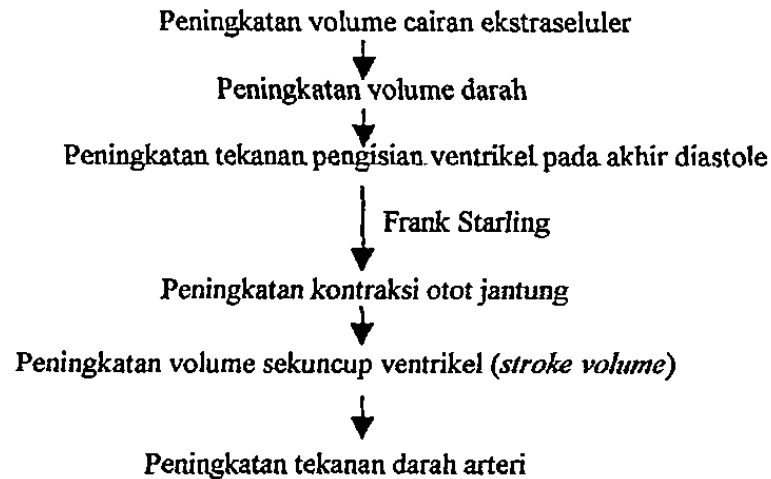 Peningkatan volume cairan ekstraseluler
Peningkatan volume darah
Peningkatan tekanan pengisian ventrikel pada akhir diastole
Frank Starling
Peningkatan kontraksi otot jantung
Peningkatan volume sekuncup ventrikel (stroke volume)
Peningkatan tekanan darah arteri